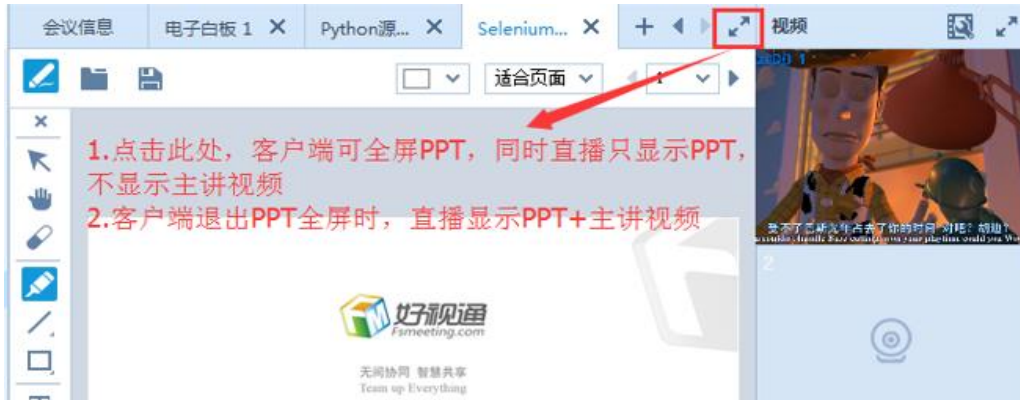 会议信息
电子白板 1
Python源...
Selenium...
视频
适合页面
1
1.点击此处，客户端可全屏PPT，同时直播只显示PPT，
不显示主讲视频
2.客户端退出PPT全屏时，直播显示PPT+主讲视频
2
好视通
Fsmeeting.com
无间协同 智慧共享
Team up Everything